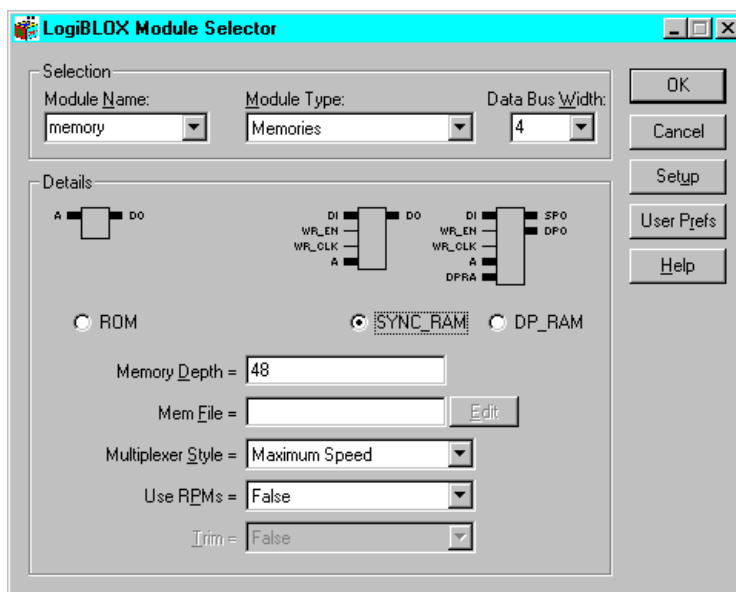 LogiBLOX Module Selector
Selection
Module Name: Module Type: Data Bus Width:
memory Memories 4
OK
Cancel
Setup
User Prefs
Help
Details
A DO
DI DO
WR_EN
WR_CLK
A
DI SPO
WR_EN DPO
WR_CLK
A
DPRA
ROM SYNC_RAM DP_RAM
Memory Depth = 48
Mem File = Edit
Multiplexer Style = Maximum Speed
Use RPMs = False
Trim = False